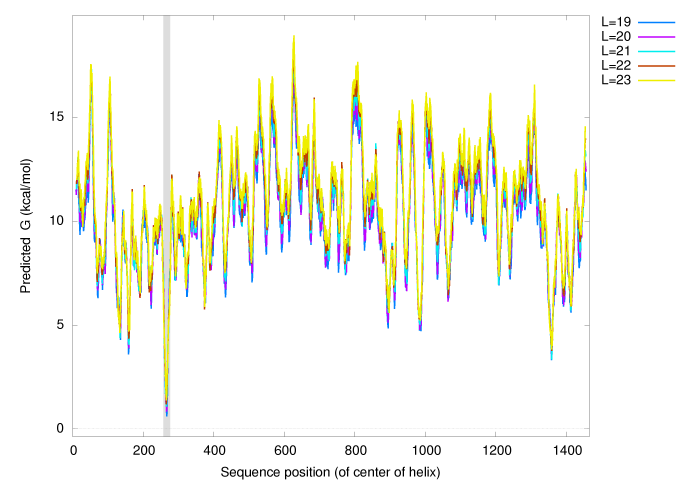 L=19
L=20
L=21
L=22
L=23
15
10
5
0
Predicted G (kcal/mol)
0 200 400 600 800 1000 1200 1400
Sequence position (of center of helix)